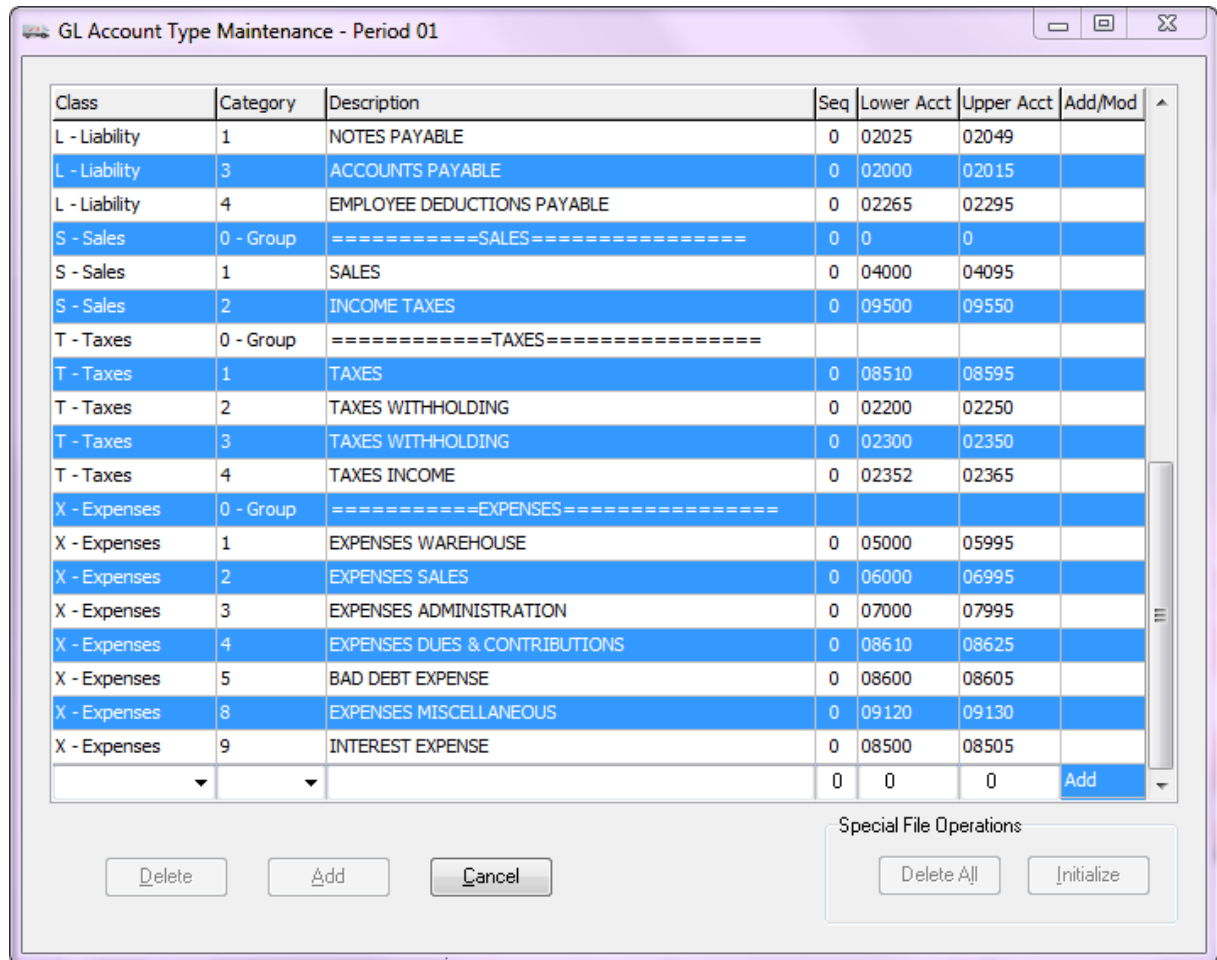 GL Account Type Maintenance - Period 01
Class Category Description Seq Lower Acct Upper Acct Add/Mod
L - Liability 1 NOTES PAYABLE 0 02025 02049
L - Liability 3 ACCOUNTS PAYABLE 0 02000 02015
L - Liability 4 EMPLOYEE DEDUCTIONS PAYABLE 0 02265 02295
S - Sales 0 - Group ===========SALES================ 0 0 0
S - Sales 1 SALES 0 04000 04095
S - Sales 2 INCOME TAXES 0 09500 09550
T - Taxes 0 - Group ============TAXES================
T - Taxes 1 TAXES 0 08510 08595
T - Taxes 2 TAXES WITHHOLDING 0 02200 02250
T - Taxes 3 TAXES WITHHOLDING 0 02300 02350
T - Taxes 4 TAXES INCOME 0 02352 02365
X - Expenses 0 - Group ===========EXPENSES================
X - Expenses 1 EXPENSES WAREHOUSE 0 05000 05995
X - Expenses 2 EXPENSES SALES 0 06000 06995
X - Expenses 3 EXPENSES ADMINISTRATION 0 07000 07995
X - Expenses 4 EXPENSES DUES & CONTRIBUTIONS 0 08610 08625
X - Expenses 5 BAD DEBT EXPENSE 0 08600 08605
X - Expenses 8 EXPENSES MISCELLANEOUS 0 09120 09130
X - Expenses 9 INTEREST EXPENSE 0 08500 08505
0 0 0 Add
Special File Operations
Delete Add Cancel Delete All Initialize